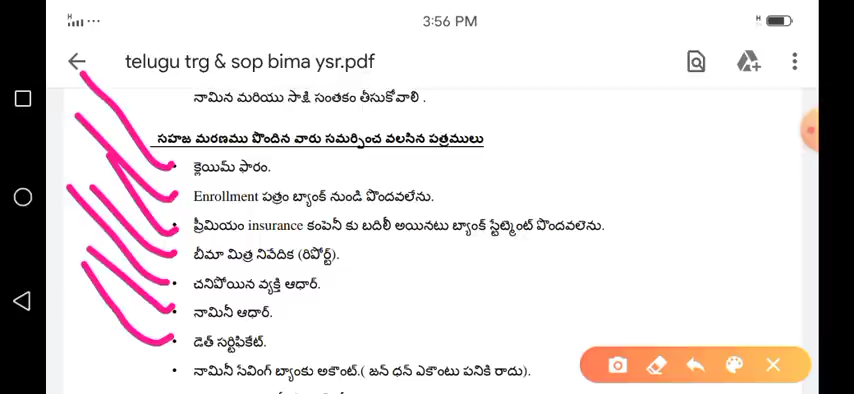 H
3:56 PM
H
telugu trg & sop bima ysr.pdf
నామిన మరియు సాక్షి సంతకం తీసుకోవాలి .
సహజ మరణము పొందిన వారు సమర్పించ వలసిన పత్రములు
• క్లెయిమ్ ఫారం.
• Enrollment పత్రం బ్యాంక్ నుండి పొందవలేను.
• ప్రీమియం insurance కంపెనీ కు బదిలీ అయినటు బ్యాంక్ స్టేట్మెంట్ పొందవలెను.
• బీమా మిత్ర నివేదిక (రిపోర్ట్).
• చనిపోయిన వ్యక్తి ఆధార్.
• నామినీ ఆధార్.
• డెత్ సర్టిఫికేట్.
• నామినీ సేవింగ్ బ్యాంకు అకౌంట్.( జన్ ధన్ ఎకౌంటు పనికి రాదు).